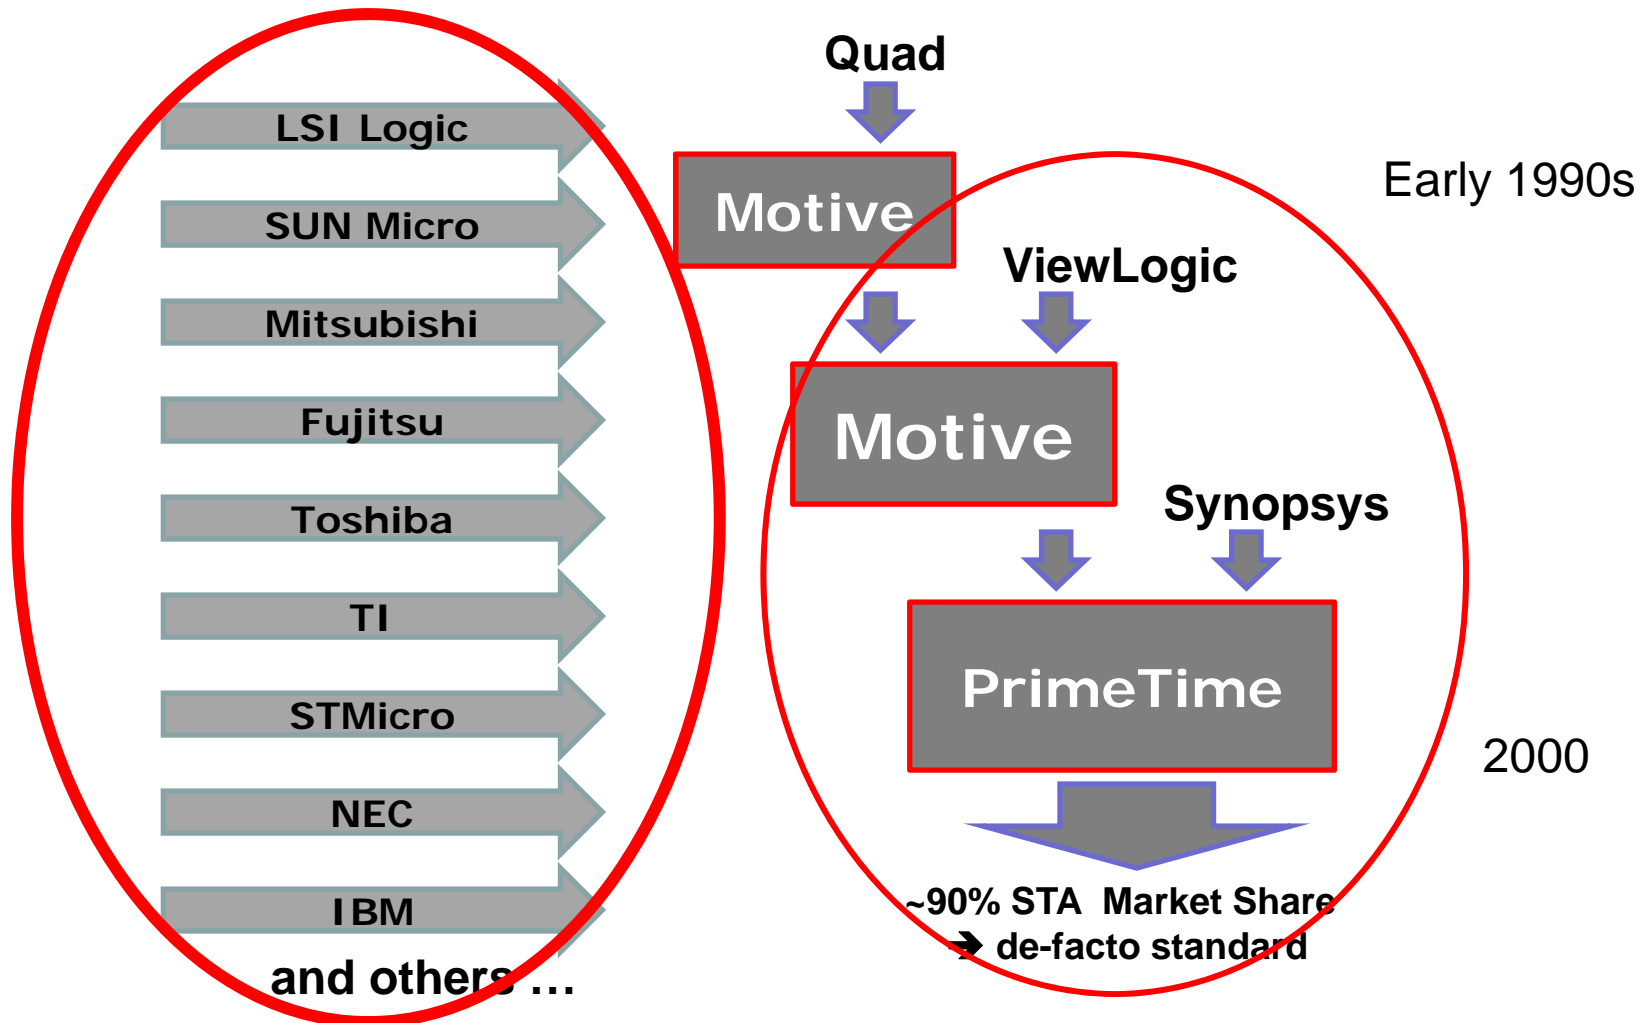 LSI Logic
SUN Micro
Mitsubishi
Fujitsu
Toshiba
TI
STMicro
NEC
IBM
and others …
Quad
Motive
Early 1990s
ViewLogic
Motive
Synopsys
PrimeTime
2000
~90% STA Market Share
➔ de-facto standard